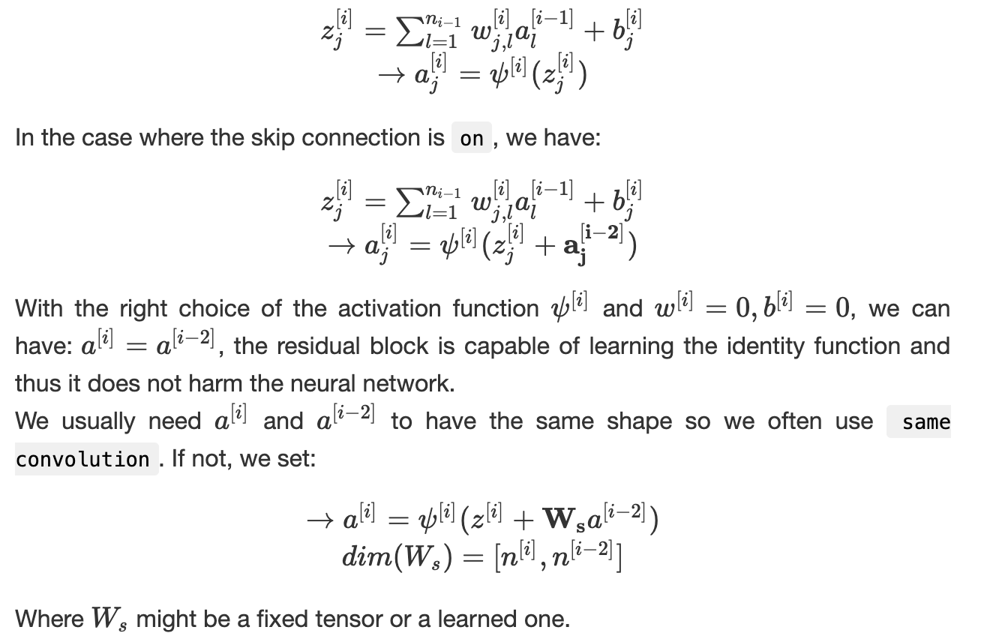 $z_j^{[i]} = \sum_{l=1}^{n_{i-1}} w_{j,l}^{[i]} a_l^{[i-1]} + b_j^{[i]}$
$\rightarrow a_j^{[i]} = \psi^{[i]}(z_j^{[i]})$
In the case where the skip connection is on , we have:
$z_j^{[i]} = \sum_{l=1}^{n_{i-1}} w_{j,l}^{[i]} a_l^{[i-1]} + b_j^{[i]}$
$\rightarrow a_j^{[i]} = \psi^{[i]}(z_j^{[i]} + \mathbf{a_j^{[i-2]}})$
With the right choice of the activation function $\psi^{[i]}$ and $w^{[i]} = 0, b^{[i]} = 0$, we can
have: $a^{[i]} = a^{[i-2]}$, the residual block is capable of learning the identity function and
thus it does not harm the neural network.
We usually need $a^{[i]}$ and $a^{[i-2]}$ to have the same shape so we often use same
convolution . If not, we set:
$\rightarrow a^{[i]} = \psi^{[i]}(z^{[i]} + \mathbf{W_s} a^{[i-2]})$
$dim(W_s) = [n^{[i]}, n^{[i-2]}]$
Where $W_s$ might be a fixed tensor or a learned one.